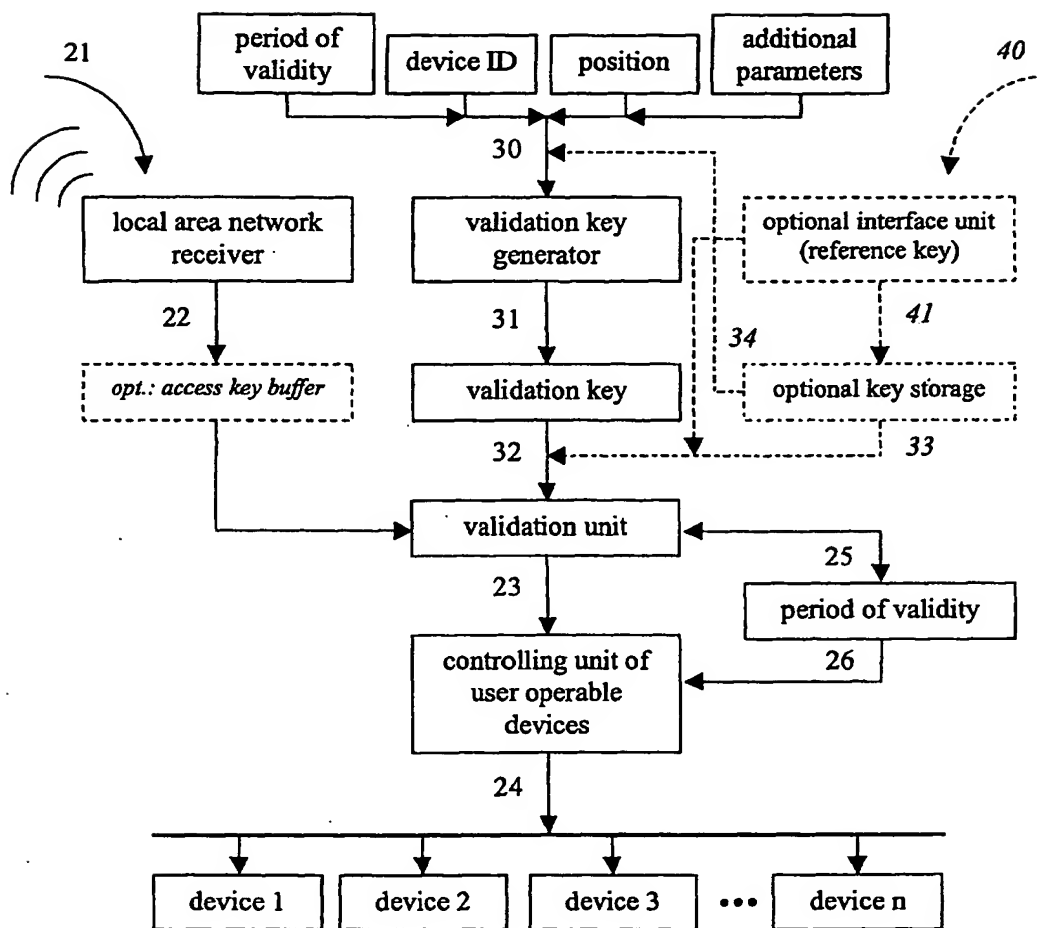 21
period of
validity
device ID
position
additional
parameters
40
30
local area network
receiver
validation key
generator
optional interface unit
(reference key)
22
31
34
41
opt.: access key buffer
validation key
optional key storage
32
33
validation unit
23
25
period of validity
26
controlling unit of
user operable
devices
24
device 1
device 2
device 3
•••
device n